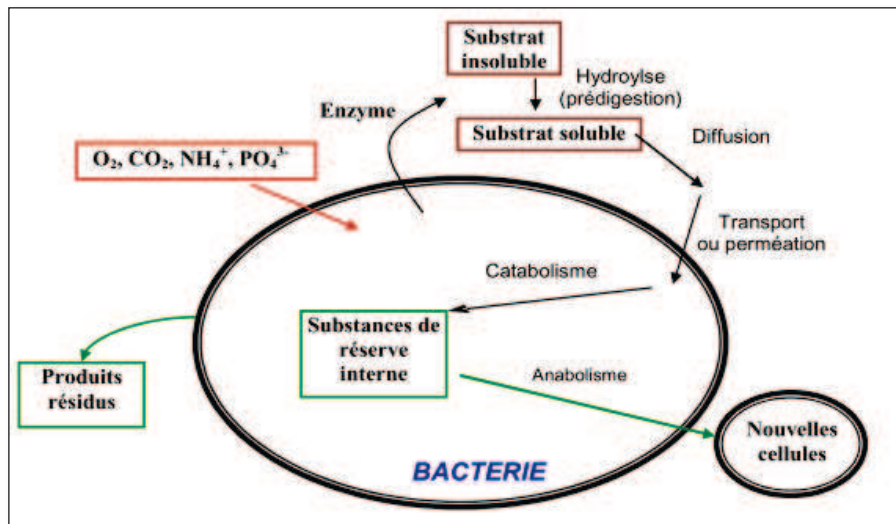 Substrat
insoluble
Hydroylse
(prédigestion)
Enzyme
Substrat soluble
Diffusion
O₂, CO₂, NH₄⁺, PO₄³⁻
Transport
ou perméation
Catabolisme
Substances de
réserve
interne
Produits
résidus
Anabolisme
Nouvelles
cellules
BACTERIE